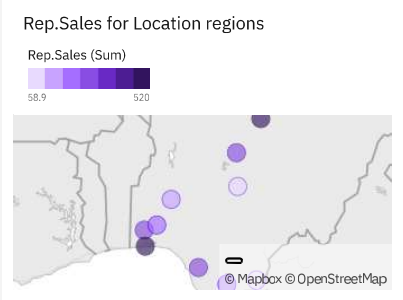 Rep.Sales for Location regions
Rep.Sales (Sum)
58.9 520
© Mapbox © OpenStreetMap